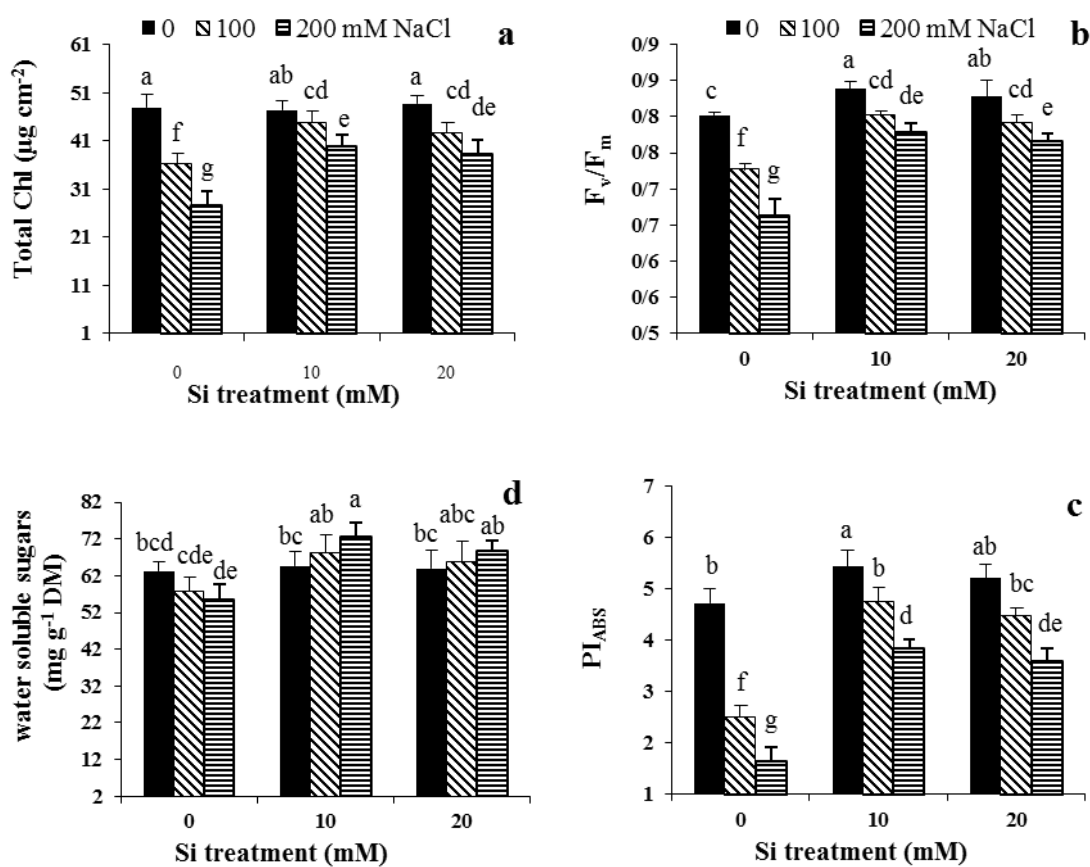 0 100 200 mM NaCl
a
61
51
41
31
21
11
1
Total Chl (µg cm⁻²)
a f g ab cd e a cd de
0 10 20
Si treatment (mM)
0 100 200 mM NaCl
b
0/9
0/9
0/8
0/8
0/7
0/7
0/6
0/6
0/5
Fᵥ/Fₘ
c f g a cd de ab cd e
0 10 20
Si treatment (mM)
d
82
72
62
52
42
32
22
12
2
water soluble sugars
(mg g⁻¹ DM)
bcd cde de bc ab a bc abc ab
0 10 20
Si treatment (mM)
c
7
6
5
4
3
2
1
PI_ABS
b f g a b d ab bc de
0 10 20
Si treatment (mM)